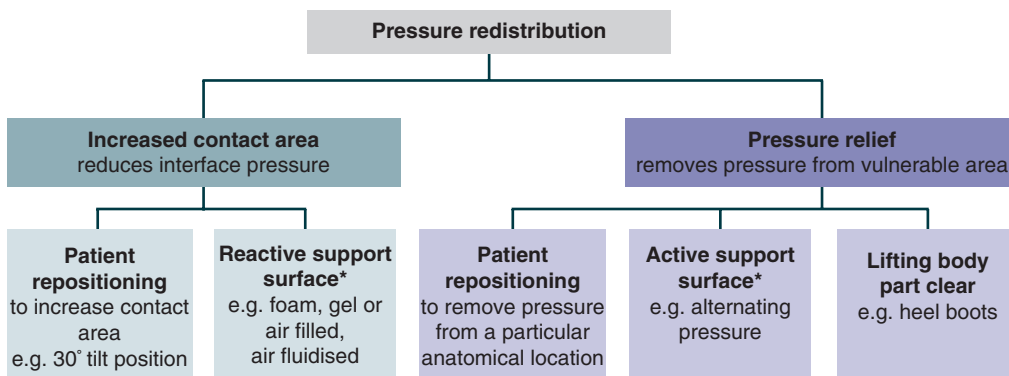 Pressure redistribution
Increased contact area
reduces interface pressure
Pressure relief
removes pressure from vulnerable area
Patient
repositioning
to increase contact
area
e.g. 30° tilt position
Reactive support
surface*
e.g. foam, gel or
air filled,
air fluidised
Patient
repositioning
to remove pressure
from a particular
anatomical location
Active support
surface*
e.g. alternating
pressure
Lifting body
part clear
e.g. heel boots